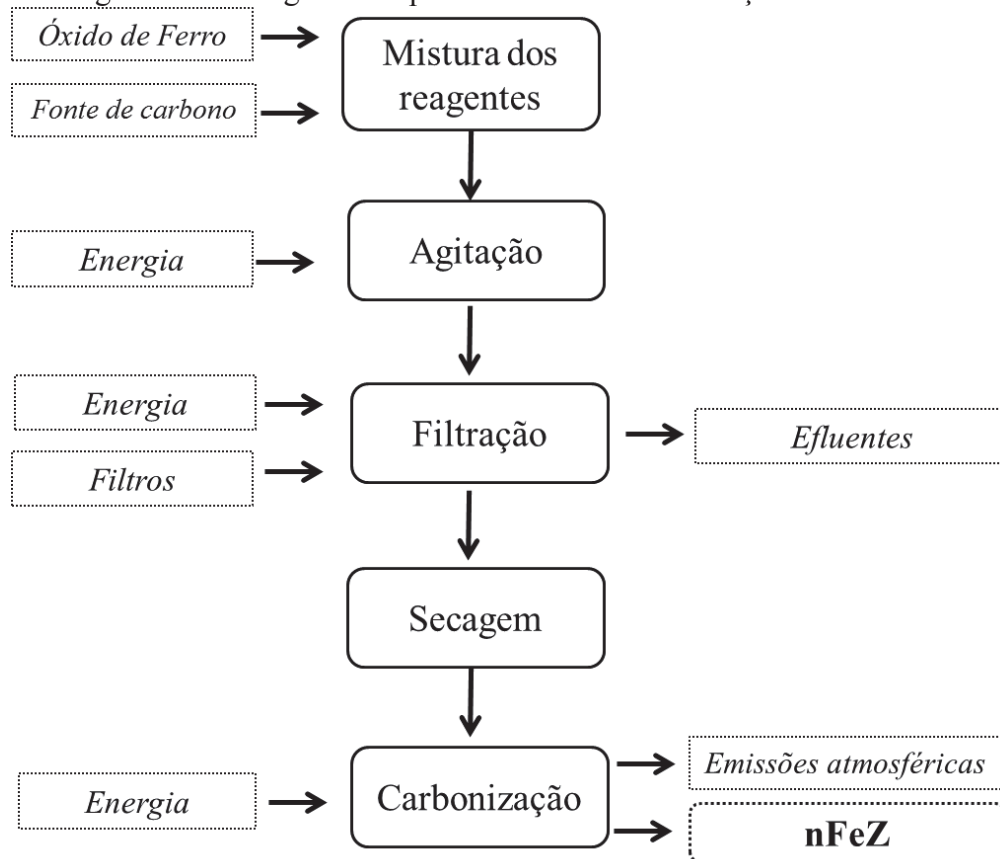 Óxido de Ferro
Mistura dos
reagentes
Fonte de carbono
Energia
Agitação
Energia
Filtração
Efluentes
Filtros
Secagem
Emissões atmosféricas
Energia
Carbonização
nFeZ